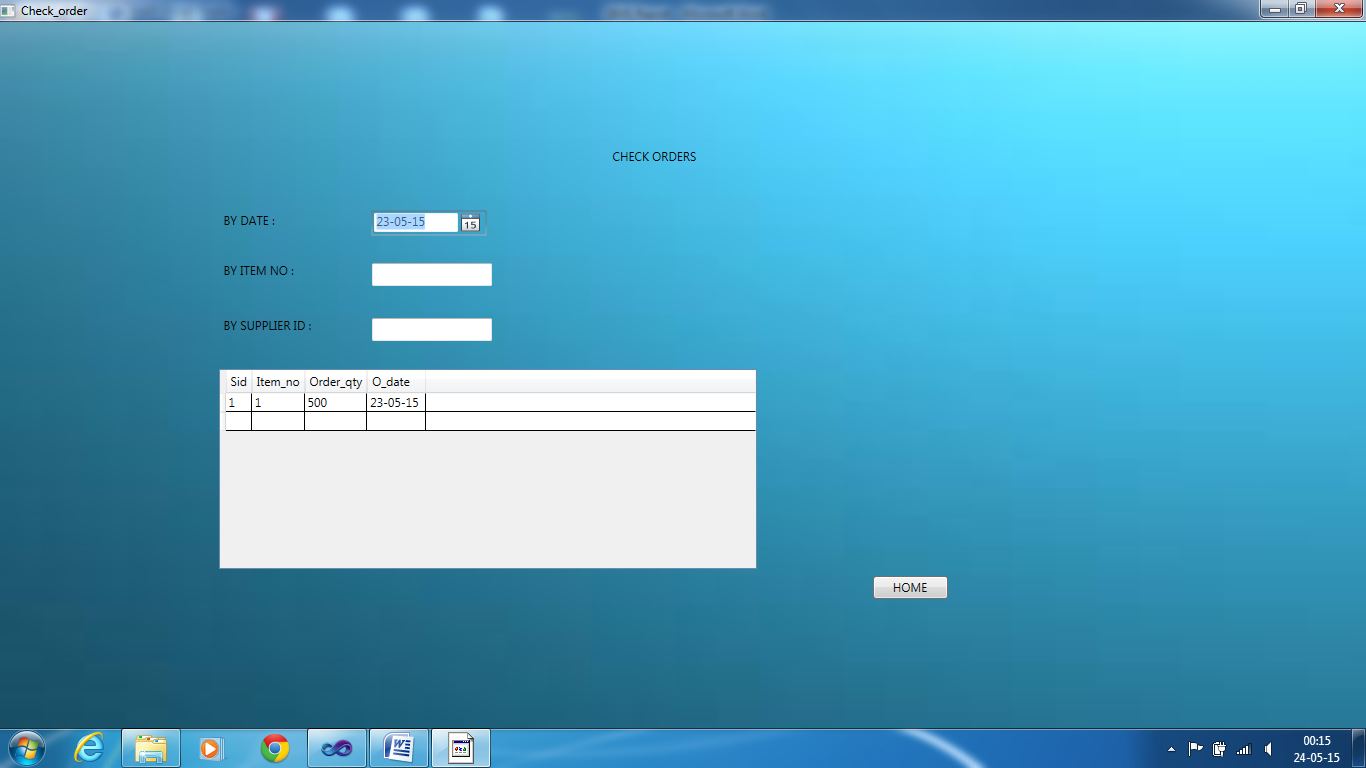 Check_order
CHECK ORDERS
BY DATE : 23-05-15 15
BY ITEM NO :
BY SUPPLIER ID :
Sid Item_no Order_qty O_date
1 1 500 23-05-15
HOME
00:15
24-05-15